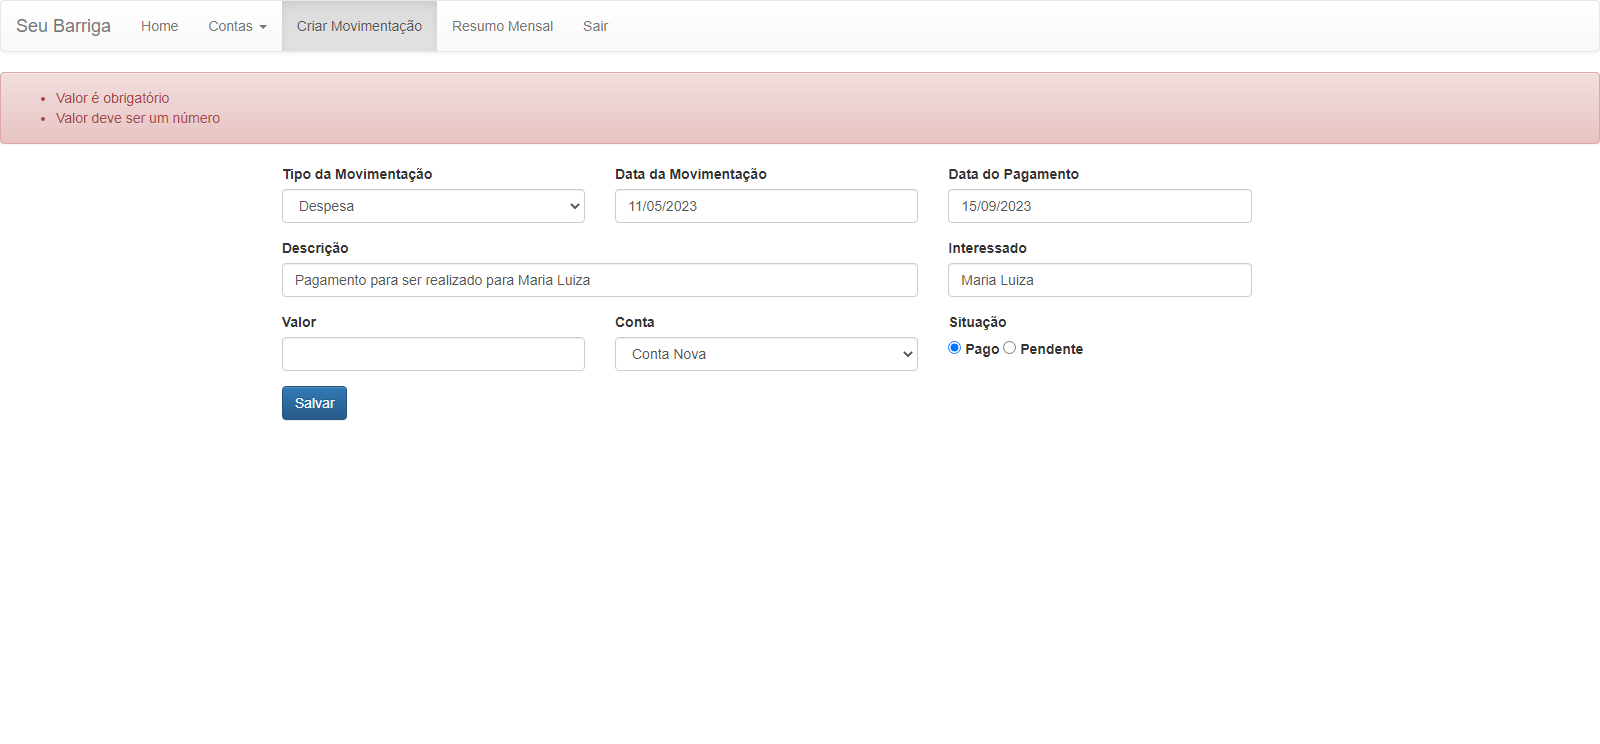 Seu Barriga Home Contas Criar Movimentação Resumo Mensal Sair
Valor é obrigatório
Valor deve ser um número
Tipo da Movimentação Data da Movimentação Data do Pagamento
Despesa 11/05/2023 15/09/2023
Descrição Interessado
Pagamento para ser realizado para Maria Luiza Maria Luiza
Valor Conta Situação
Conta Nova Pago Pendente
Salvar